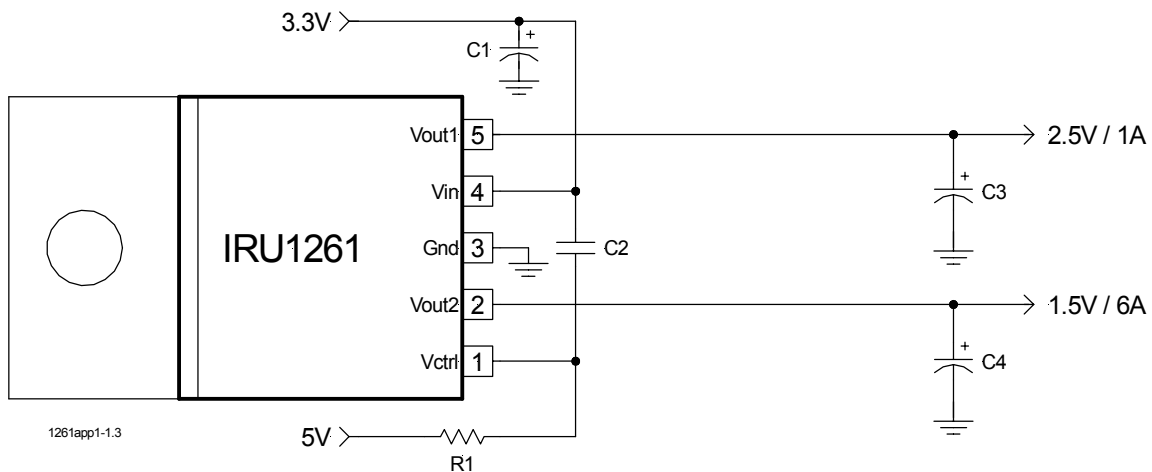 3.3V
C1
+
Vout1 5
2.5V / 1A
Vin 4
+
C3
IRU1261
Gnd 3
C2
Vout2 2
1.5V / 6A
+
C4
Vctrl 1
1261app1-1.3
5V
R1